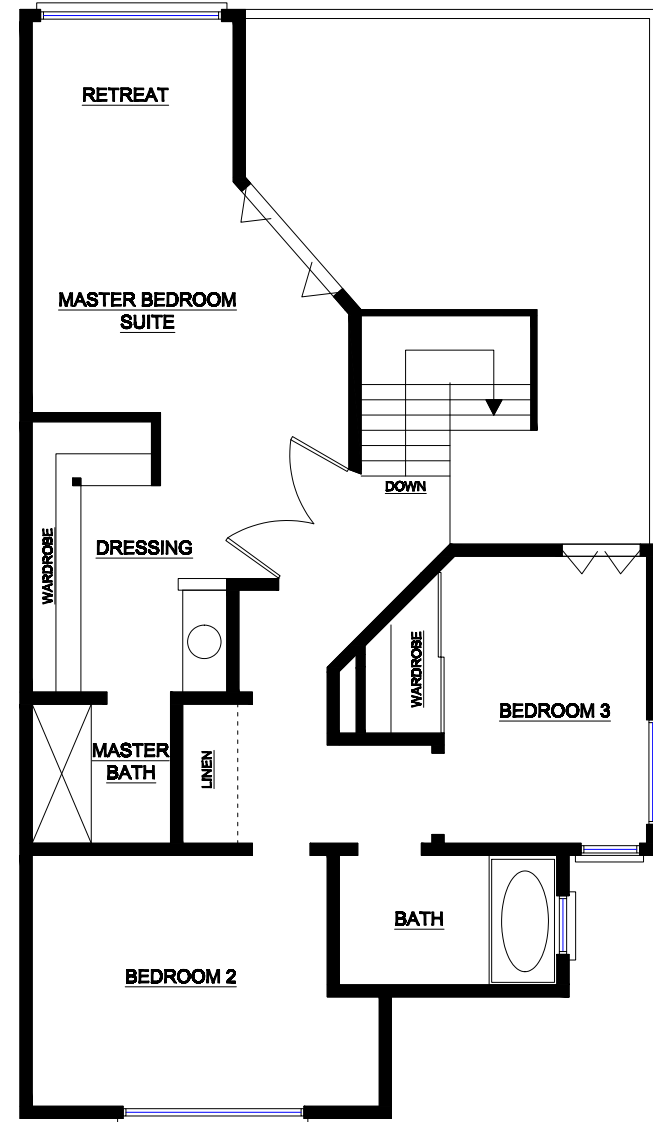 RETREAT
MASTER BEDROOM
SUITE
DOWN
WARDROBE
DRESSING
WARDROBE
BEDROOM 3
MASTER
BATH
LINEN
BATH
BEDROOM 2